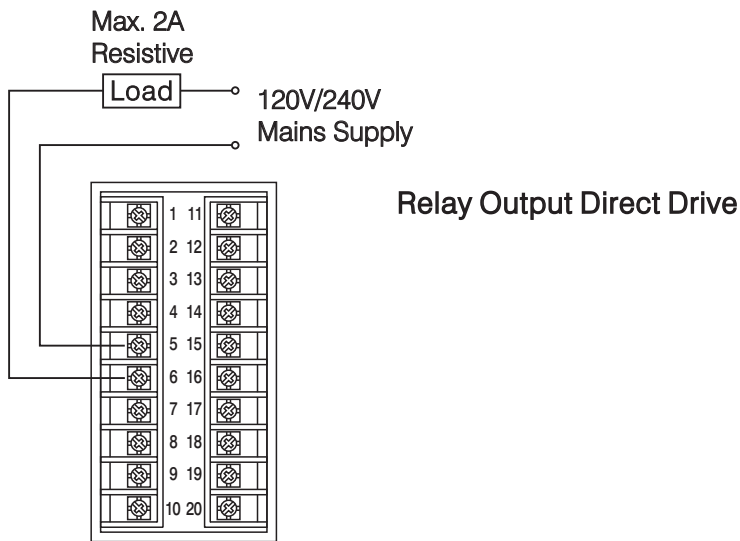 Max. 2A
Resistive
Load
120V/240V
Mains Supply
Relay Output Direct Drive
1 11
2 12
3 13
4 14
5 15
6 16
7 17
8 18
9 19
10 20